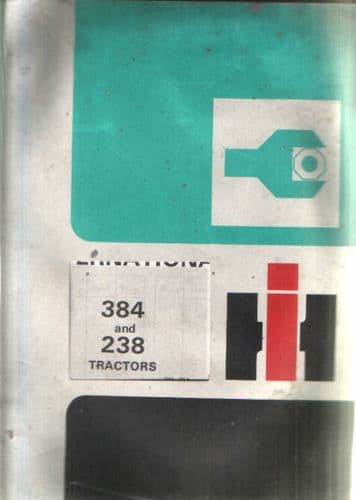 384
and
238
TRACTORS